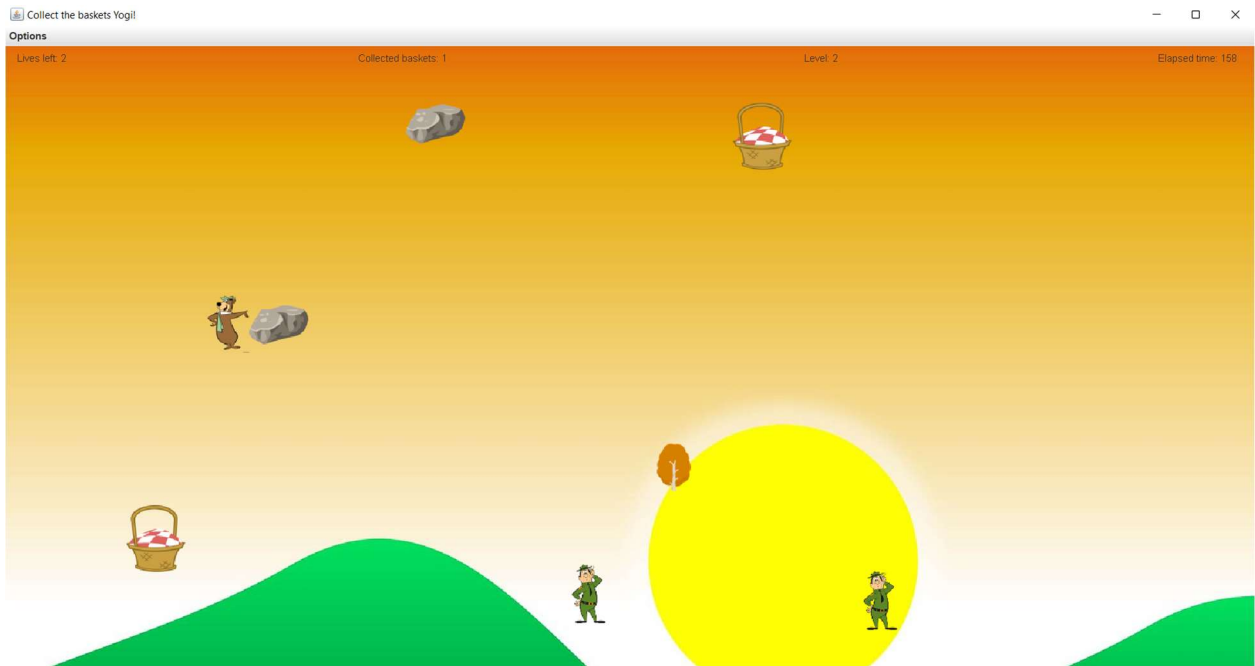 Collect the baskets Yogi!
Options
Lives left: 2 Collected baskets: 1 Level: 2 Elapsed time: 158